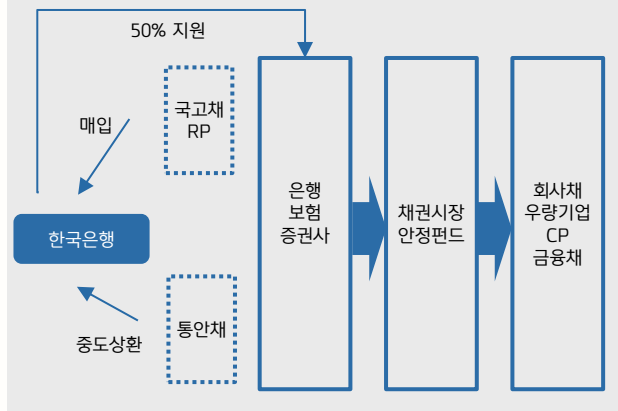 50% 지원
국고채
RP
매입
한국은행
중도상환
통안채
은행
보험
증권사
채권시장
안정펀드
회사채
우량기업
CP
금융채